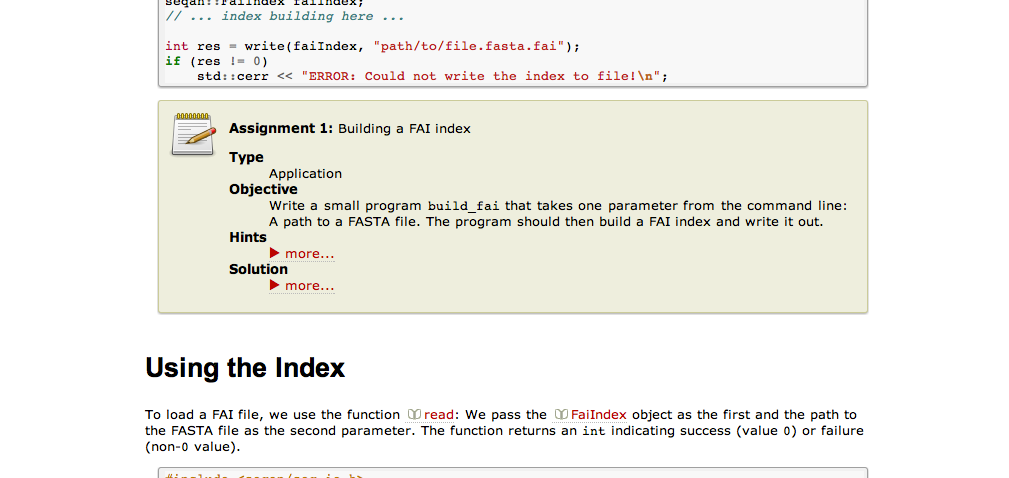 seqan::FaiIndex faiIndex;
// ... index building here ...
int res = write(faiIndex, "path/to/file.fasta.fai");
if (res != 0)
std::cerr << "ERROR: Could not write the index to file!\n";
Assignment 1: Building a FAI index
Type
Application
Objective
Write a small program build_fai that takes one parameter from the command line:
A path to a FASTA file. The program should then build a FAI index and write it out.
Hints
more...
Solution
more...
Using the Index
To load a FAI file, we use the function read: We pass the FaiIndex object as the first and the path to
the FASTA file as the second parameter. The function returns an int indicating success (value 0) or failure
(non-0 value).